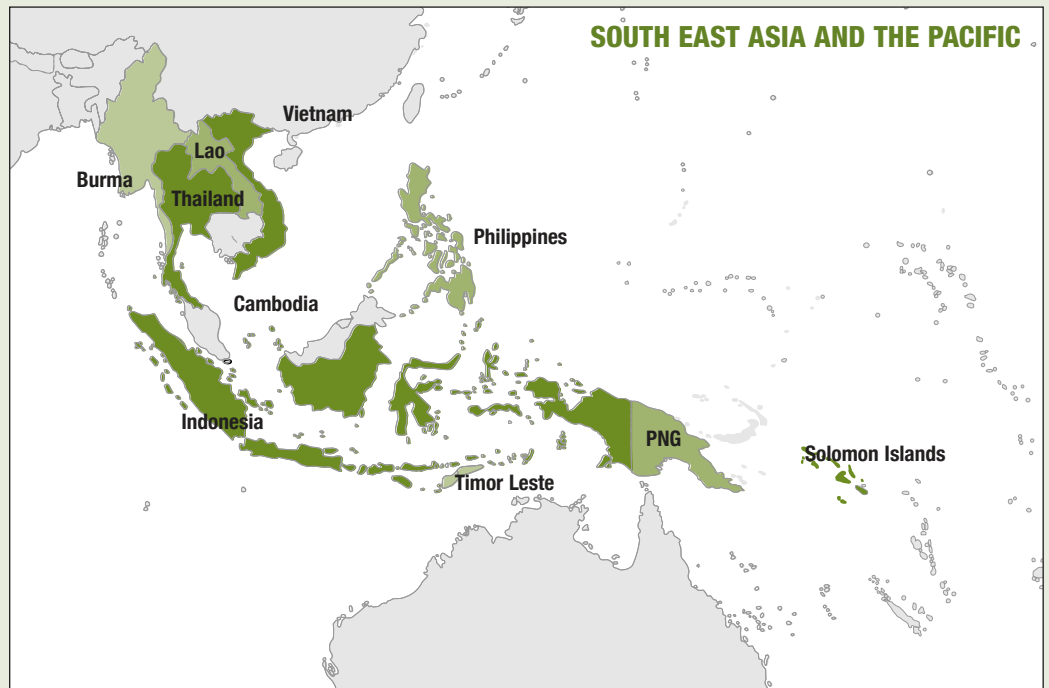 SOUTH EAST ASIA AND THE PACIFIC
Vietnam
Lao
Burma
Thailand
Philippines
Cambodia
Indonesia
PNG
Solomon Islands
Timor Leste